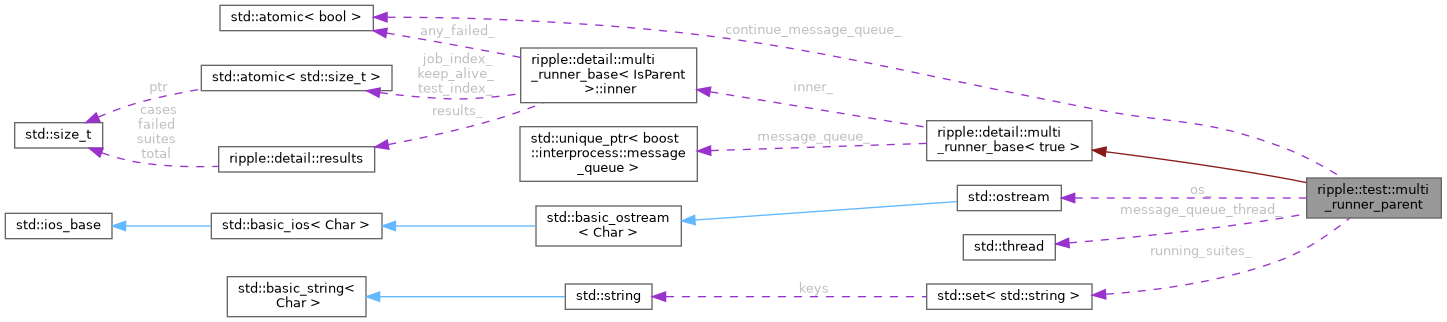 std::atomic< bool >
continue_message_queue_
any_failed_
ripple::detail::multi
_runner_base< IsParent
>::inner
job_index_
keep_alive_
test_index_
std::atomic< std::size_t >
ptr
inner_
cases
failed
suites
total
results_
std::size_t
ripple::detail::results
std::unique_ptr< boost
::interprocess::message
_queue >
message_queue_
ripple::detail::multi
_runner_base< true >
ripple::test::multi
_runner_parent
os_
std::ostream
message_queue_thread_
std::ios_base
std::basic_ios< Char >
std::basic_ostream
< Char >
std::thread
running_suites_
std::basic_string<
Char >
std::string
keys
std::set< std::string >